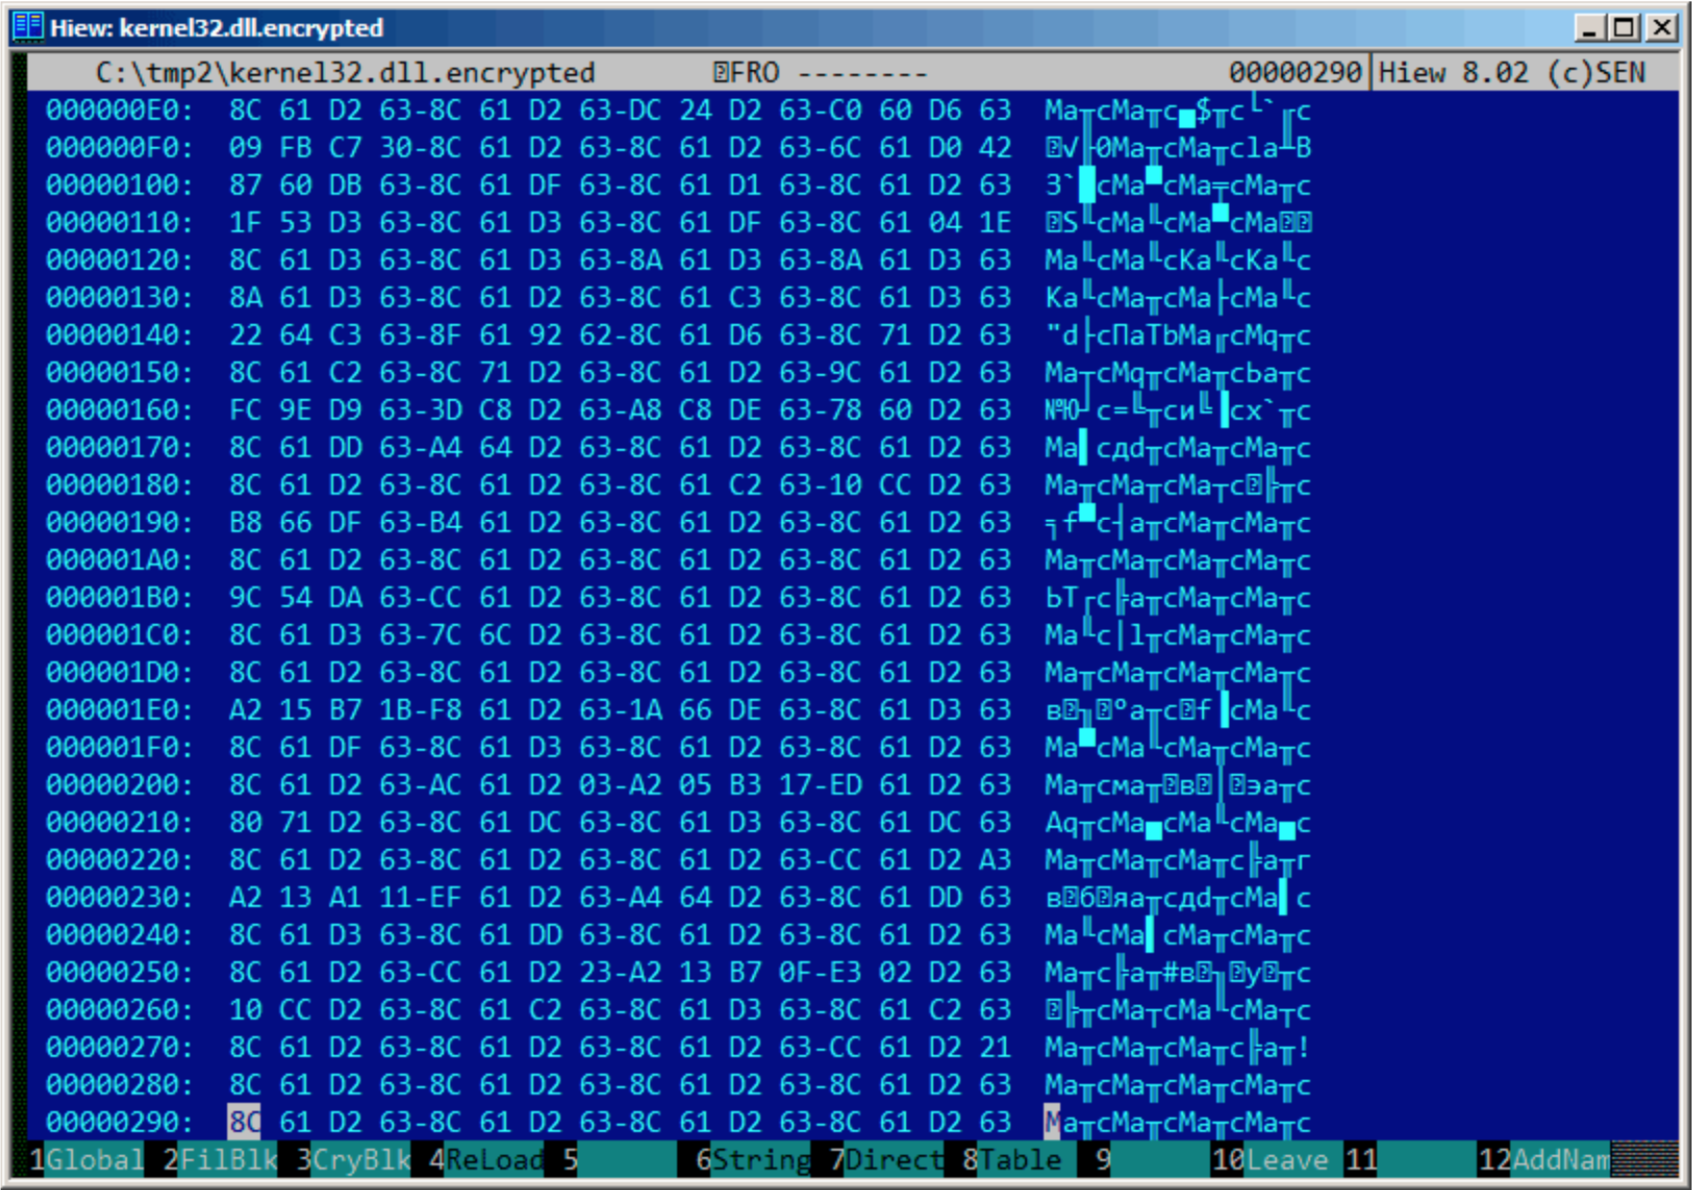 Hiew: kernel32.dll.encrypted
C:\tmp2\kernel32.dll.encrypted FRO -------- 00000290 Hiew 8.02 (c)SEN
000000E0: 8C 61 D2 63-8C 61 D2 63-DC 24 D2 63-C0 60 D6 63 Ma╥cMa╥c▄$╥c└`╓c
000000F0: 09 FB C7 30-8C 61 D2 63-8C 61 D2 63-6C 61 D0 42 √╟0Ma╥cMa╥cla╨B
00000100: 87 60 DB 63-8C 61 DF 63-8C 61 D1 63-8C 61 D2 63 З`█cMa▀cMa╤cMa╥c
00000110: 1F 53 D3 63-8C 61 D3 63-8C 61 DF 63-8C 61 04 1E S╙cMa╙cMa▀cMa
00000120: 8C 61 D3 63-8C 61 D3 63-8A 61 D3 63-8A 61 D3 63 Ma╙cMa╙cKa╙cKa╙c
00000130: 8A 61 D3 63-8C 61 D2 63-8C 61 C3 63-8C 61 D3 63 Ka╙cMa╥cMa├cMa╙c
00000140: 22 64 C3 63-8F 61 92 62-8C 61 D6 63-8C 71 D2 63 "d├cПaТbMa╓cMq╥c
00000150: 8C 61 C2 63-8C 71 D2 63-8C 61 D2 63-9C 61 D2 63 Ma┬cMq╥cMa╥cЬa╥c
00000160: FC 9E D9 63-3D C8 D2 63-A8 C8 DE 63-78 60 D2 63 №Ю┘c=╚╥cи╚▐cx`╥c
00000170: 8C 61 DD 63-A4 64 D2 63-8C 61 D2 63-8C 61 D2 63 Ma▌cдd╥cMa╥cMa╥c
00000180: 8C 61 D2 63-8C 61 D2 63-8C 61 C2 63-10 CC D2 63 Ma╥cMa╥cMa┬c╠╥c
00000190: B8 66 DF 63-B4 61 D2 63-8C 61 D2 63-8C 61 D2 63 ╕f▀c┤a╥cMa╥cMa╥c
000001A0: 8C 61 D2 63-8C 61 D2 63-8C 61 D2 63-8C 61 D2 63 Ma╥cMa╥cMa╥cMa╥c
000001B0: 9C 54 DA 63-CC 61 D2 63-8C 61 D2 63-8C 61 D2 63 ЬT┌c╠a╥cMa╥cMa╥c
000001C0: 8C 61 D3 63-7C 6C D2 63-8C 61 D2 63-8C 61 D2 63 Ma╙c|l╥cMa╥cMa╥c
000001D0: 8C 61 D2 63-8C 61 D2 63-8C 61 D2 63-8C 61 D2 63 Ma╥cMa╥cMa╥cMa╥c
000001E0: A2 15 B7 1B-F8 61 D2 63-1A 66 DE 63-8C 61 D3 63 в╖°a╥cf▐cMa╙c
000001F0: 8C 61 DF 63-8C 61 D3 63-8C 61 D2 63-8C 61 D2 63 Ma▀cMa╙cMa╥cMa╥c
00000200: 8C 61 D2 63-AC 61 D2 03-A2 05 B3 17-ED 61 D2 63 Ma╥cмa╥в│эa╥c
00000210: 80 71 D2 63-8C 61 DC 63-8C 61 D3 63-8C 61 DC 63 Аq╥cMa▄cMa╙cMa▄c
00000220: 8C 61 D2 63-8C 61 D2 63-8C 61 D2 63-CC 61 D2 A3 Ma╥cMa╥cMa╥c╠a╥г
00000230: A2 13 A1 11-EF 61 D2 63-A4 64 D2 63-8C 61 DD 63 вбяa╥cдd╥cMa▌c
00000240: 8C 61 D3 63-8C 61 DD 63-8C 61 D2 63-8C 61 D2 63 Ma╙cMa▌cMa╥cMa╥c
00000250: 8C 61 D2 63-CC 61 D2 23-A2 13 B7 0F-E3 02 D2 63 Ma╥c╠a╥#в╖у╥c
00000260: 10 CC D2 63-8C 61 C2 63-8C 61 D3 63-8C 61 C2 63 ╠╥cMa┬cMa╙cMa┬c
00000270: 8C 61 D2 63-8C 61 D2 63-8C 61 D2 63-CC 61 D2 21 Ma╥cMa╥cMa╥c╠a╥!
00000280: 8C 61 D2 63-8C 61 D2 63-8C 61 D2 63-8C 61 D2 63 Ma╥cMa╥cMa╥cMa╥c
00000290: 8C 61 D2 63-8C 61 D2 63-8C 61 D2 63-8C 61 D2 63 Ma╥cMa╥cMa╥cMa╥c
1Global 2FilBlk 3CryBlk 4ReLoad 5 6String 7Direct 8Table 9 10Leave 11 12AddNam